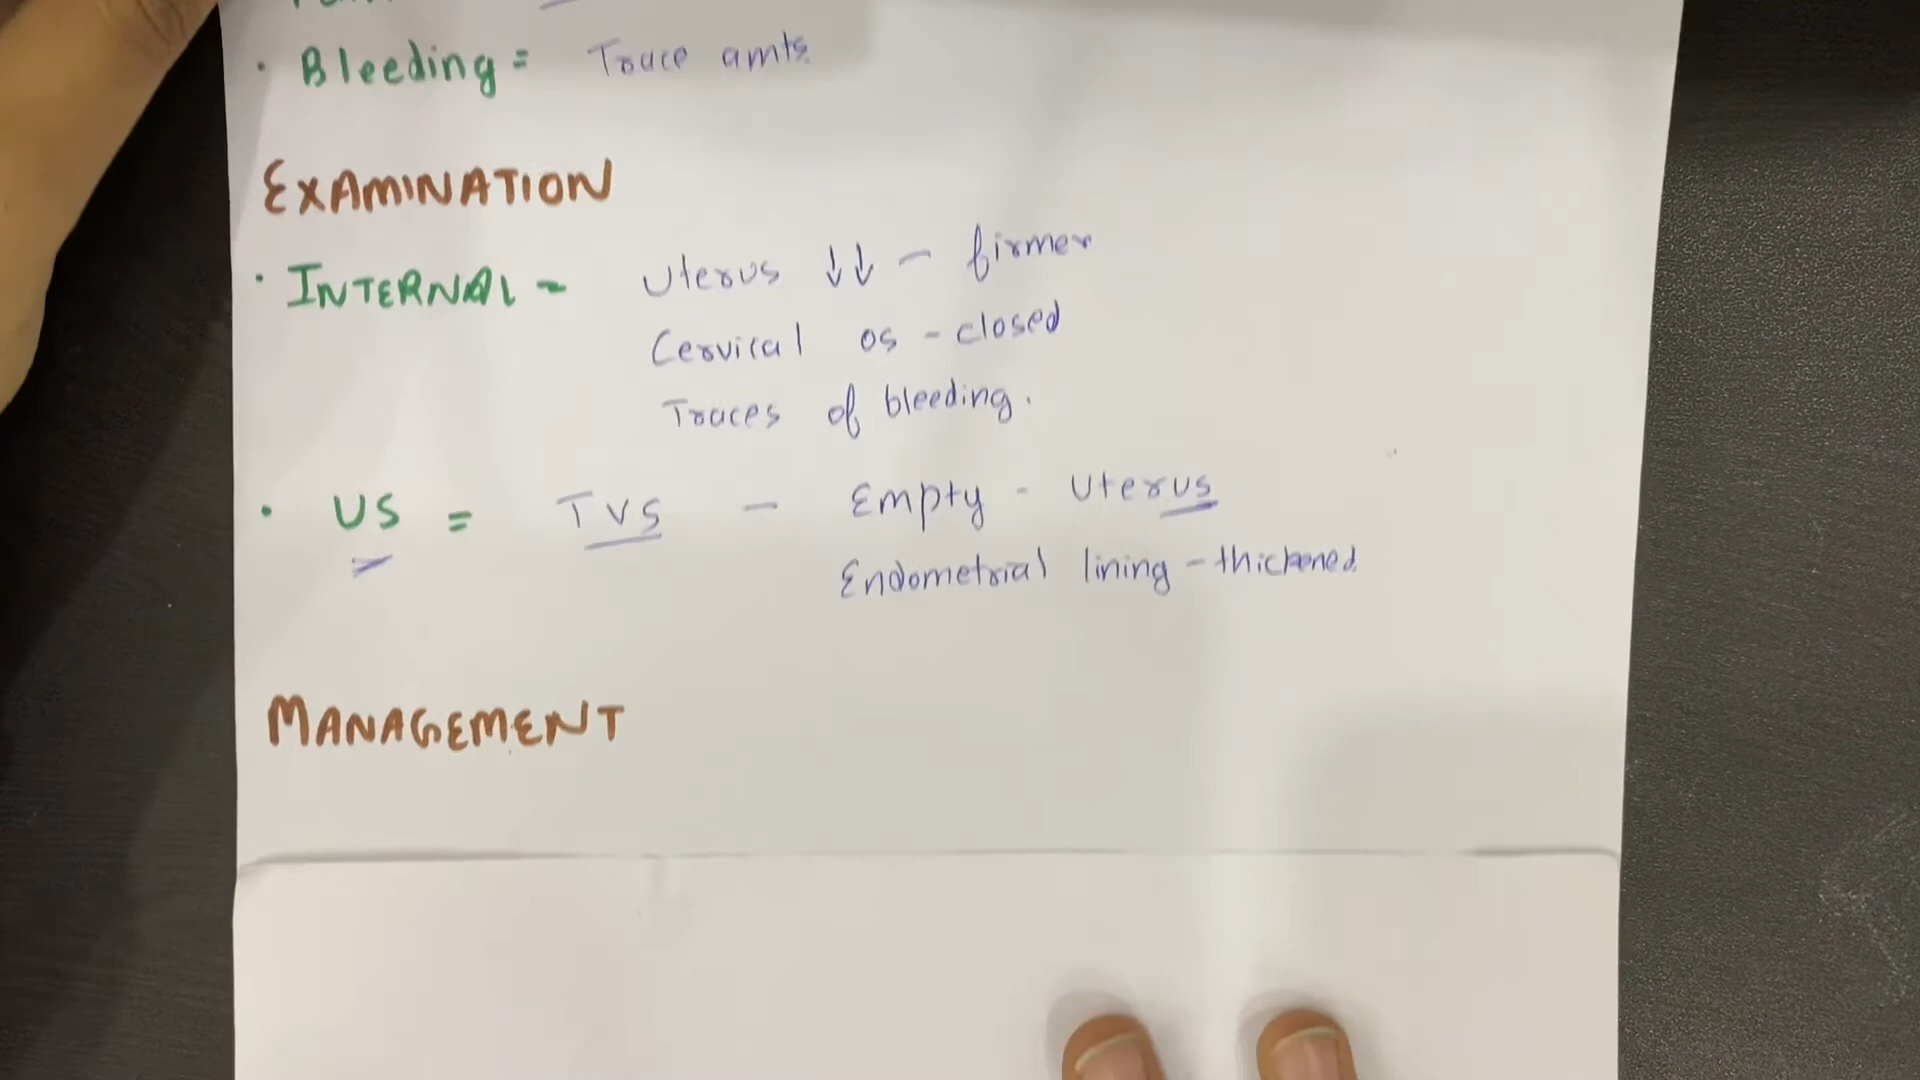 • Bleeding = Trace amts.
EXAMINATION
• INTERNAL - Uterus ↓↓ - firmer
Cervical os - closed
Traces of bleeding.
• US = TVS - Empty - Uterus
Endometrial lining - thickened.
MANAGEMENT